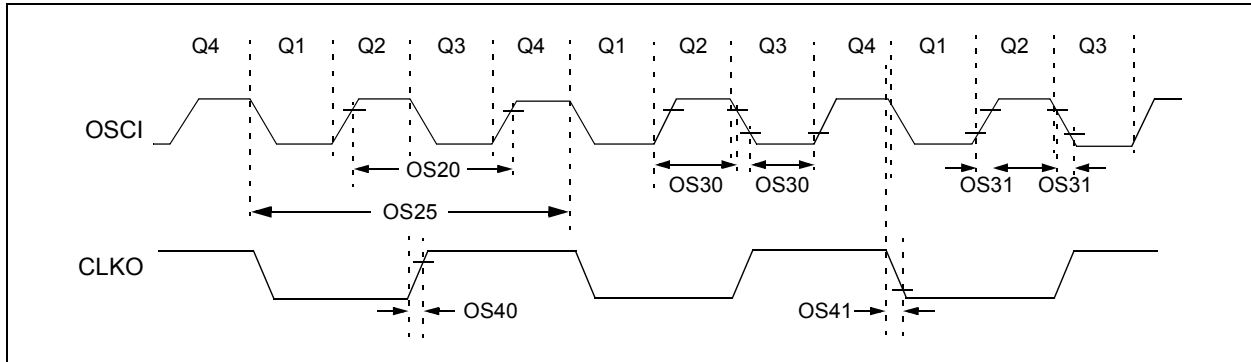 Q4 Q1 Q2 Q3 Q4 Q1 Q2 Q3 Q4 Q1 Q2 Q3
OSCI
OS20
OS30 OS30
OS31 OS31
OS25
CLKO
OS40
OS41